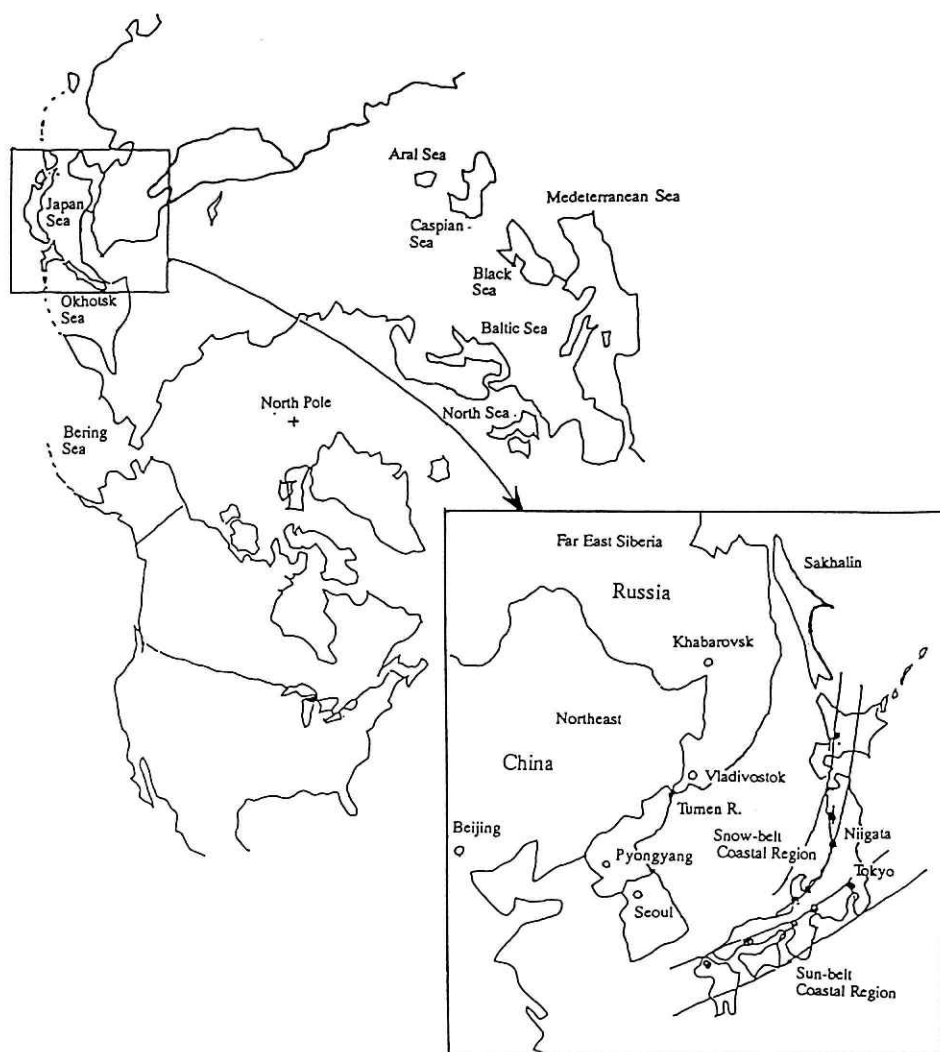 Aral Sea
Medeterranean Sea
Japan
Sea
Caspian
Sea
Black
Sea
Okhotsk
Sea
Baltic Sea
North Pole
North Sea
Bering
Sea
Far East Siberia
Sakhalin
Russia
Khabarovsk
Northeast
China
Vladivostok
Tumen R.
Beijing
Snow-belt
Coastal Region
Niigata
Pyongyang
Tokyo
Seoul
Sun-belt
Coastal Region